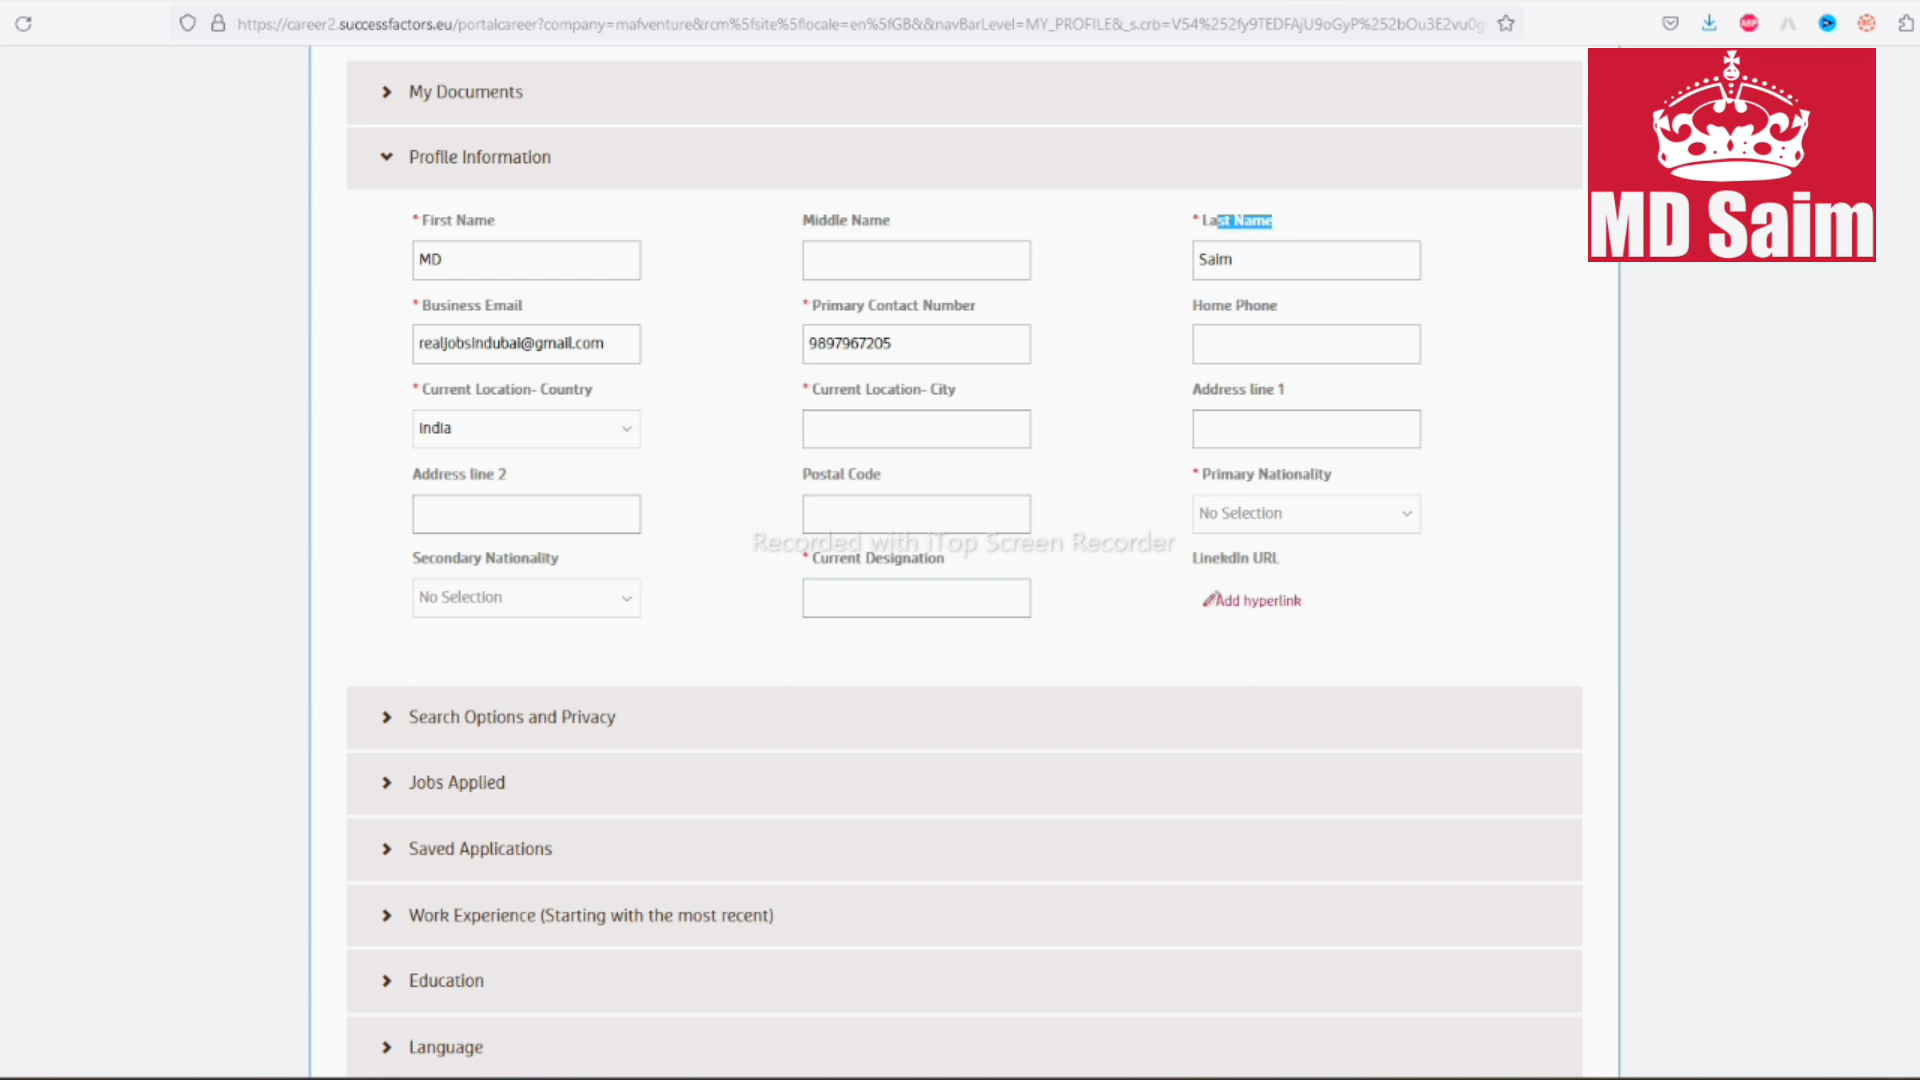 https://career2.successfactors.eu/portalcareer?company=mafventure&rcm%5fsite%5flocale=en%5fGB&&navBarLevel=MY_PROFILE&_s.crb=V54%252fy9TEDFAjU9oGyP%252bOu3E2vu0g
ABP
MD Saim
My Documents
Profile Information
* First Name
Middle Name
* Last Name
MD
Saim
* Business Email
* Primary Contact Number
Home Phone
realjobsindubai@gmail.com
9897967205
* Current Location- Country
* Current Location- City
Address line 1
India
Address line 2
Postal Code
* Primary Nationality
No Selection
Recorded with iTop Screen Recorder
Secondary Nationality
* Current Designation
LinekdIn URL
No Selection
Add hyperlink
Search Options and Privacy
Jobs Applied
Saved Applications
Work Experience (Starting with the most recent)
Education
Language